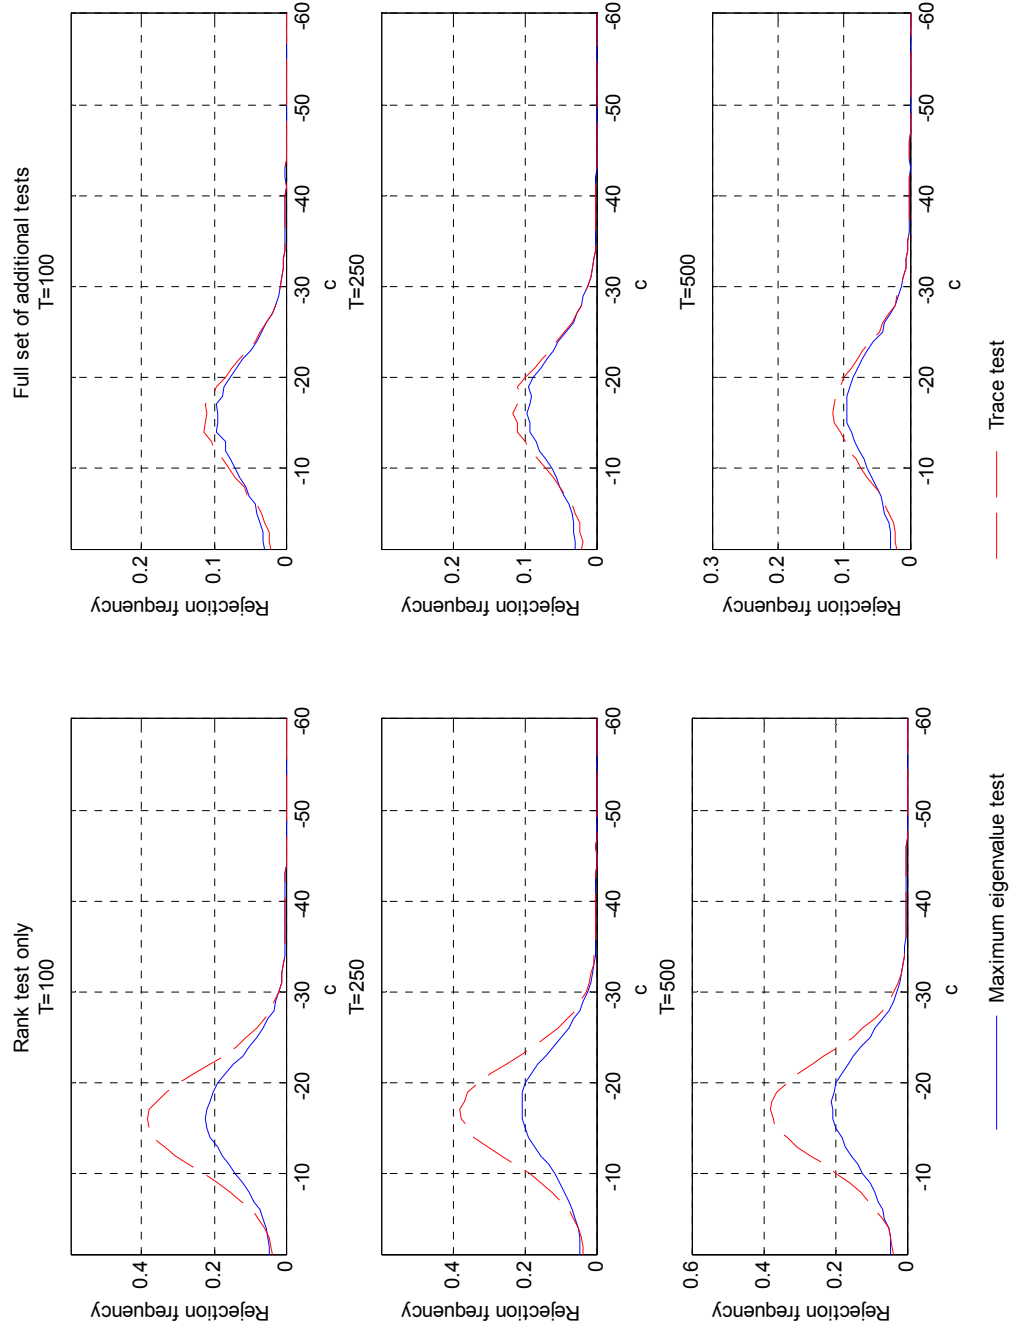 Rank test only
T=100
Rejection frequency
0.4
0.2
0
-10
-20
-30
-40
-50
-60
c
Full set of additional tests
T=100
Rejection frequency
0.2
0.1
0
-10
-20
-30
-40
-50
-60
c
T=250
Rejection frequency
0.4
0.2
0
-10
-20
-30
-40
-50
-60
c
T=250
Rejection frequency
0.2
0.1
0
-10
-20
-30
-40
-50
-60
c
T=500
Rejection frequency
0.6
0.4
0.2
0
-10
-20
-30
-40
-50
-60
c
T=500
Rejection frequency
0.3
0.2
0.1
0
-10
-20
-30
-40
-50
-60
c
Maximum eigenvalue test
Trace test